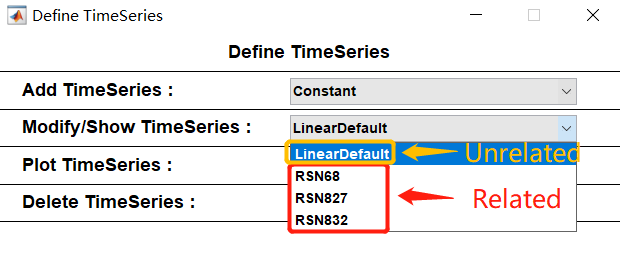 Define TimeSeries
Define TimeSeries
Add TimeSeries :
Constant
Modify/Show TimeSeries :
LinearDefault
Plot TimeSeries :
LinearDefault
Unrelated
RSN68
RSN827
RSN832
Related
Delete TimeSeries :